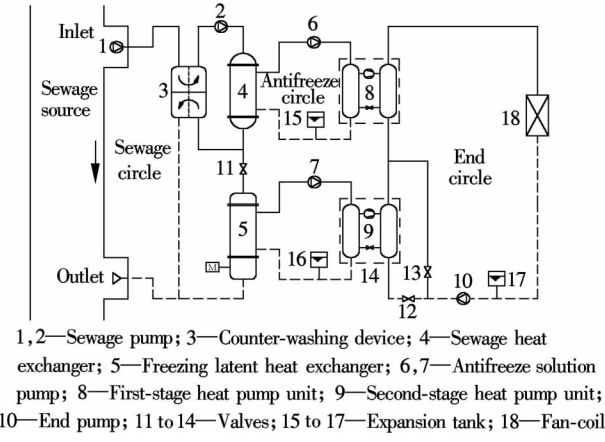 Inlet
1
2
6
3
4
Antifreeze
circle
8
15
18
Sewage
source
Sewage
circle
End
circle
11
7
5
9
16
14
13
10
17
12
M
Outlet
1,2—Sewage pump; 3—Counter-washing device; 4—Sewage heat
exchanger; 5—Freezing latent heat exchanger; 6,7—Antifreeze solution
pump; 8—First-stage heat pump unit; 9—Second-stage heat pump unit;
10—End pump; 11 to 14—Valves; 15 to 17—Expansion tank; 18—Fan-coil